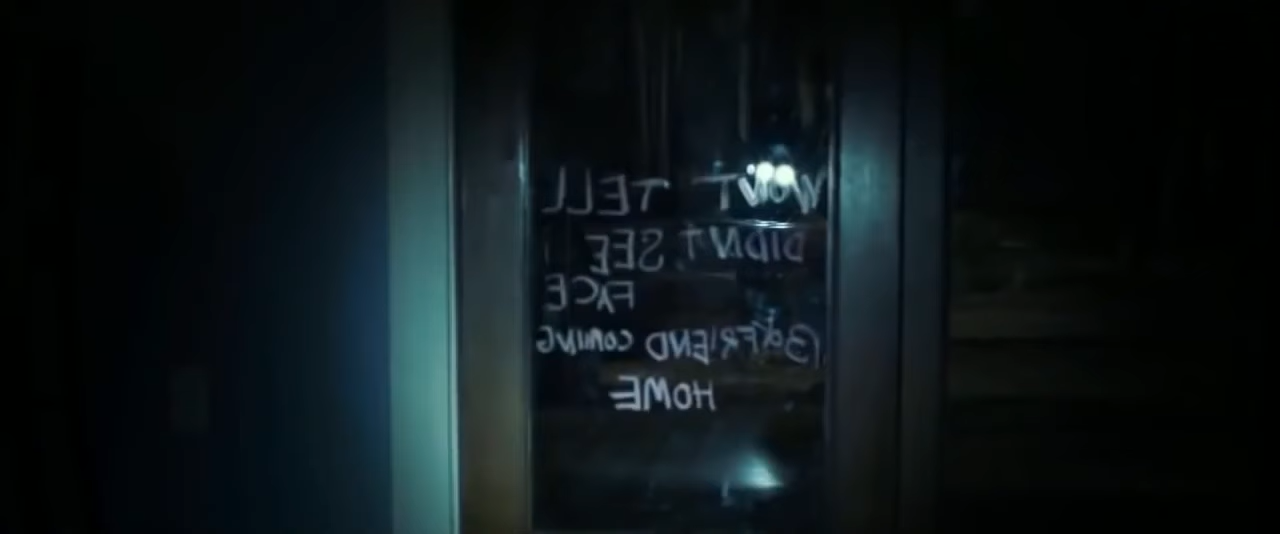 WON'T TELL
DIDN'T SEE
FACE
BOYFRIEND COMING
HOME